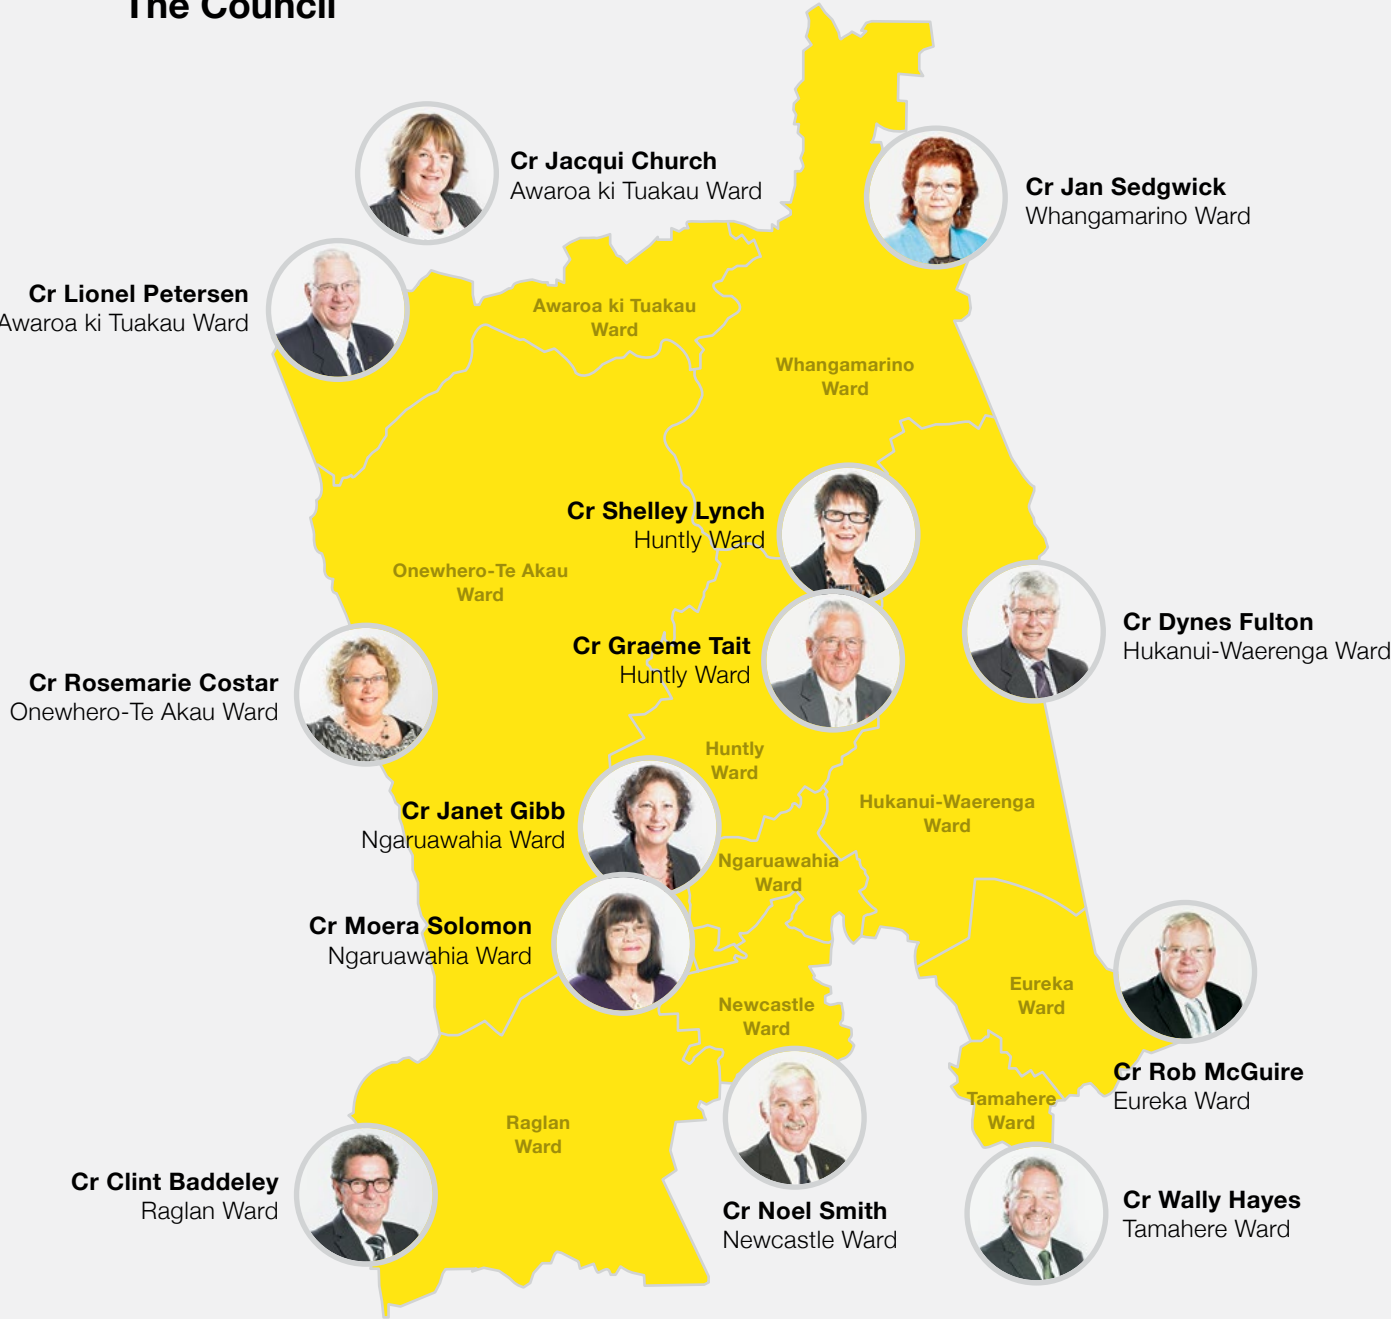 The Council
Cr Jacqui Church
Awaroa ki Tuakau Ward
Cr Jan Sedgwick
Whangamarino Ward
Cr Lionel Petersen
Awaroa ki Tuakau Ward
Awaroa ki Tuakau
Ward
Whangamarino
Ward
Cr Shelley Lynch
Huntly Ward
Onewhero-Te Akau
Ward
Cr Graeme Tait
Huntly Ward
Cr Dynes Fulton
Hukanui-Waerenga Ward
Cr Rosemarie Costar
Onewhero-Te Akau Ward
Huntly
Ward
Hukanui-Waerenga
Ward
Cr Janet Gibb
Ngaruawahia Ward
Ngaruawahia
Ward
Cr Moera Solomon
Ngaruawahia Ward
Newcastle
Ward
Eureka
Ward
Cr Rob McGuire
Eureka Ward
Tamahere
Ward
Raglan
Ward
Cr Clint Baddeley
Raglan Ward
Cr Noel Smith
Newcastle Ward
Cr Wally Hayes
Tamahere Ward